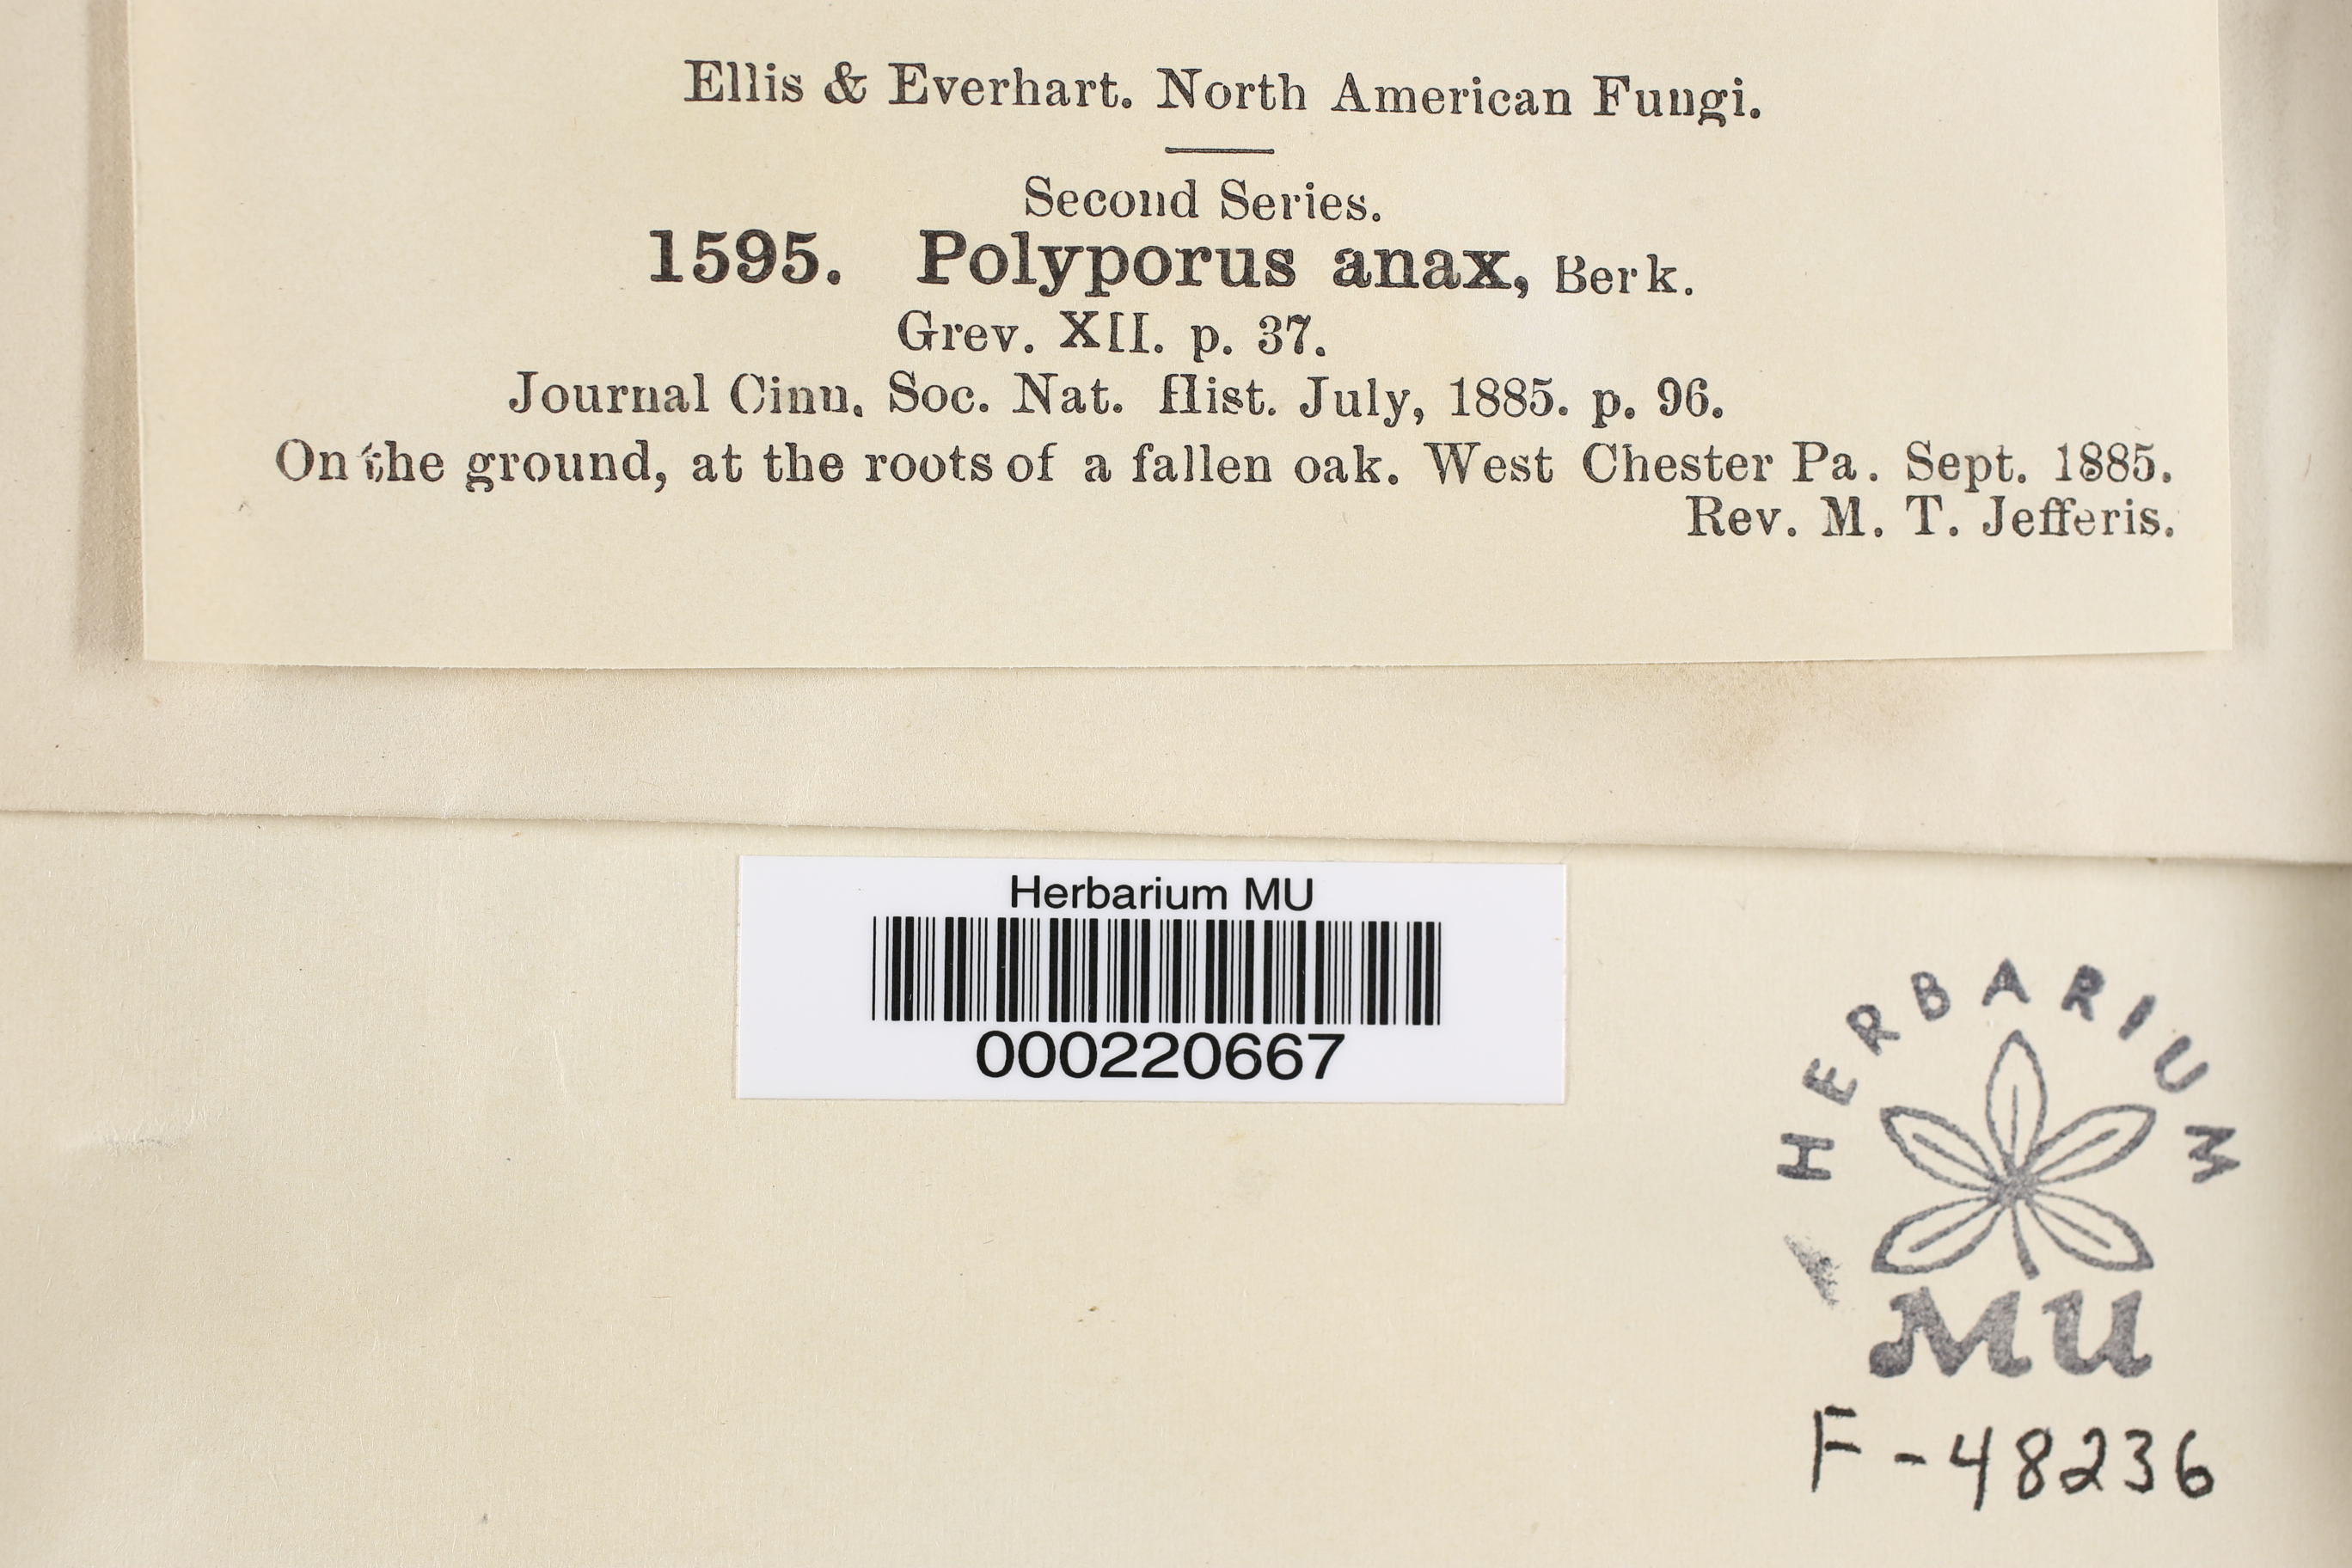 Ellis & Everhart. North American Fungi.
Second Series.
1595. Polyporus anax, Berk.
Grev. XII. p. 37.
Journal Cinn. Soc. Nat. Hist. July, 1885. p. 96.
On the ground, at the roots of a fallen oak. West Chester Pa. Sept. 1885.
Rev. M. T. Jefferis.
Herbarium MU
000220667
HERBARIUM
MU
F-48236